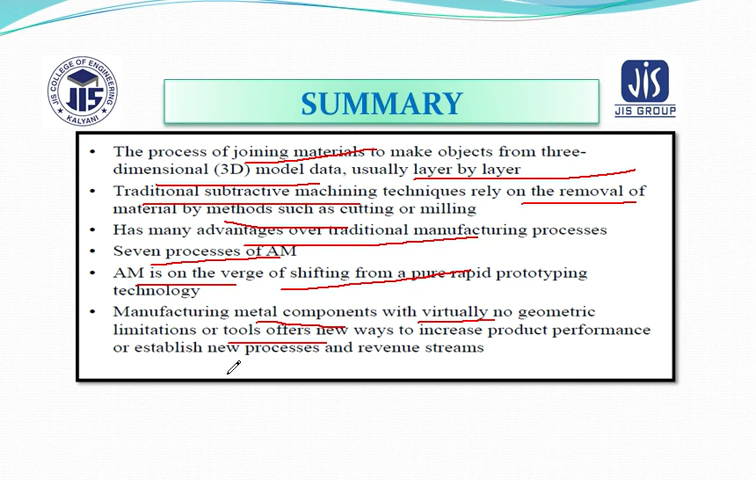 JIS COLLEGE OF ENGINEERING
JIS
KALYANI
SUMMARY
JIS
JIS GROUP
• The process of joining materials to make objects from three-
dimensional (3D) model data, usually layer by layer
• Traditional subtractive machining techniques rely on the removal of
material by methods such as cutting or milling
• Has many advantages over traditional manufacturing processes
• Seven processes of AM
• AM is on the verge of shifting from a pure rapid prototyping
technology
• Manufacturing metal components with virtually no geometric
limitations or tools offers new ways to increase product performance
or establish new processes and revenue streams